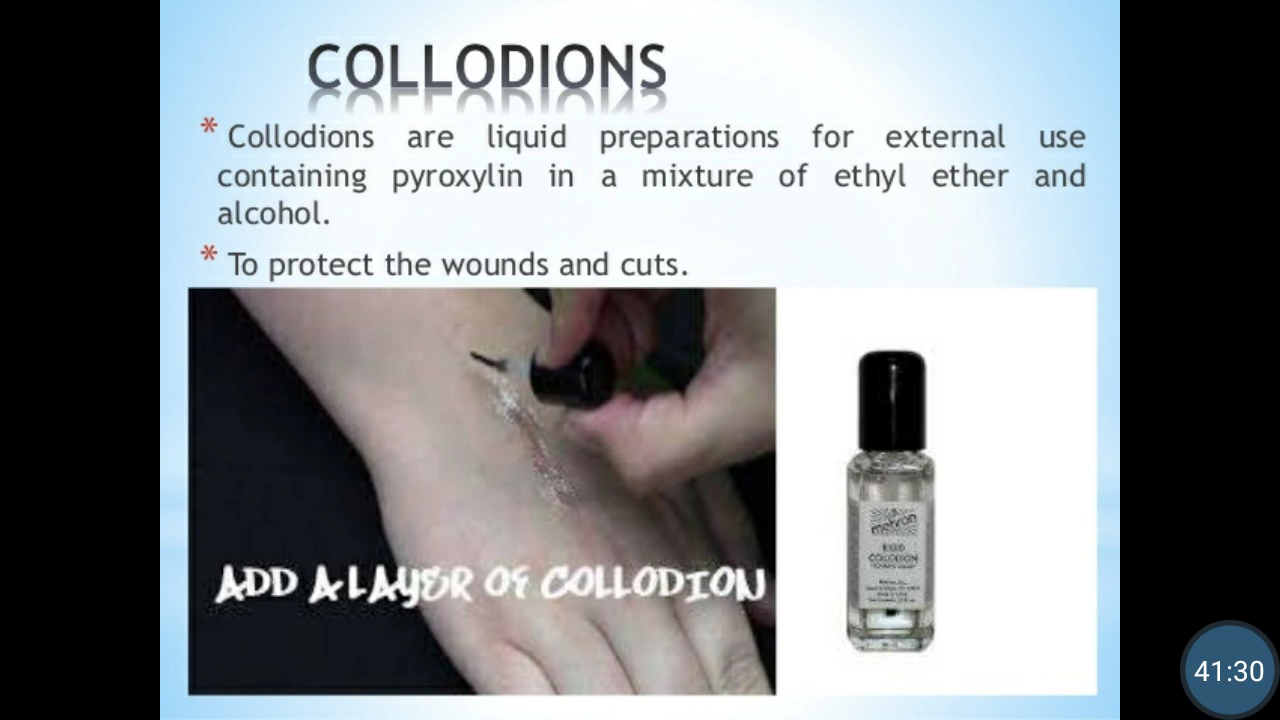 COLLODIONS
* Collodions are liquid preparations for external use
containing pyroxylin in a mixture of ethyl ether and
alcohol.
* To protect the wounds and cuts.
ADD A LAYER OF COLLODION
mehron
RIGID
COLLODION
41:30